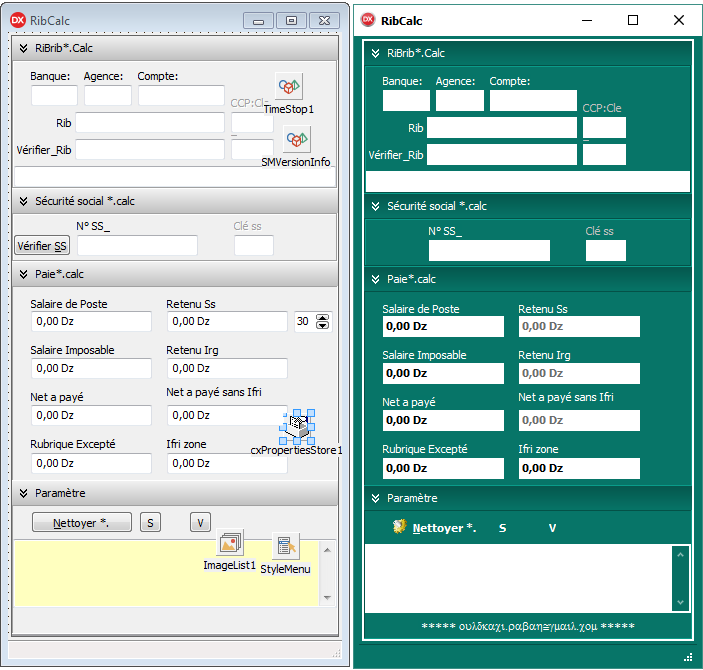 RibCalc
RiBrib*.Calc
Banque: Agence: Compte:
CCP:Cle
TimeStop1
Rib
_
Vérifier_Rib
SMVersionInfo
Sécurité social *.calc
N° SS_ Clé ss
Vérifier SS
Paie*.calc
Salaire de Poste Retenu Ss
0,00 Dz 0,00 Dz 30
Salaire Imposable Retenu Irg
0,00 Dz 0,00 Dz
Net a payé Net a payé sans Ifri
0,00 Dz 0,00 Dz
cxPropertiesStore1
Rubrique Excepté Ifri zone
0,00 Dz 0,00 Dz
Paramètre
Nettoyer *. S V
ImageList1 StyleMenu
RibCalc
RiBrib*.Calc
Banque: Agence: Compte:
CCP:Cle
Rib
_
Vérifier_Rib
Sécurité social *.calc
N° SS_ Clé ss
Paie*.calc
Salaire de Poste Retenu Ss
0,00 Dz 0,00 Dz
Salaire Imposable Retenu Irg
0,00 Dz 0,00 Dz
Net a payé Net a payé sans Ifri
0,00 Dz 0,00 Dz
Rubrique Excepté Ifri zone
0,00 Dz 0,00 Dz
Paramètre
Nettoyer *. S V
***** ουλδκαχι.ραβαη≅γμαιλ.χομ *****